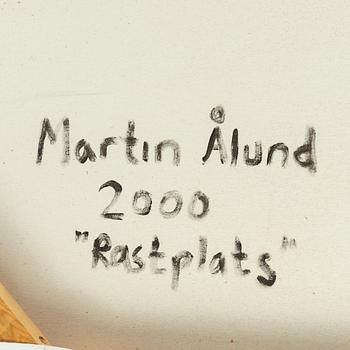 Martin Ålund
2000
"Rastplats"